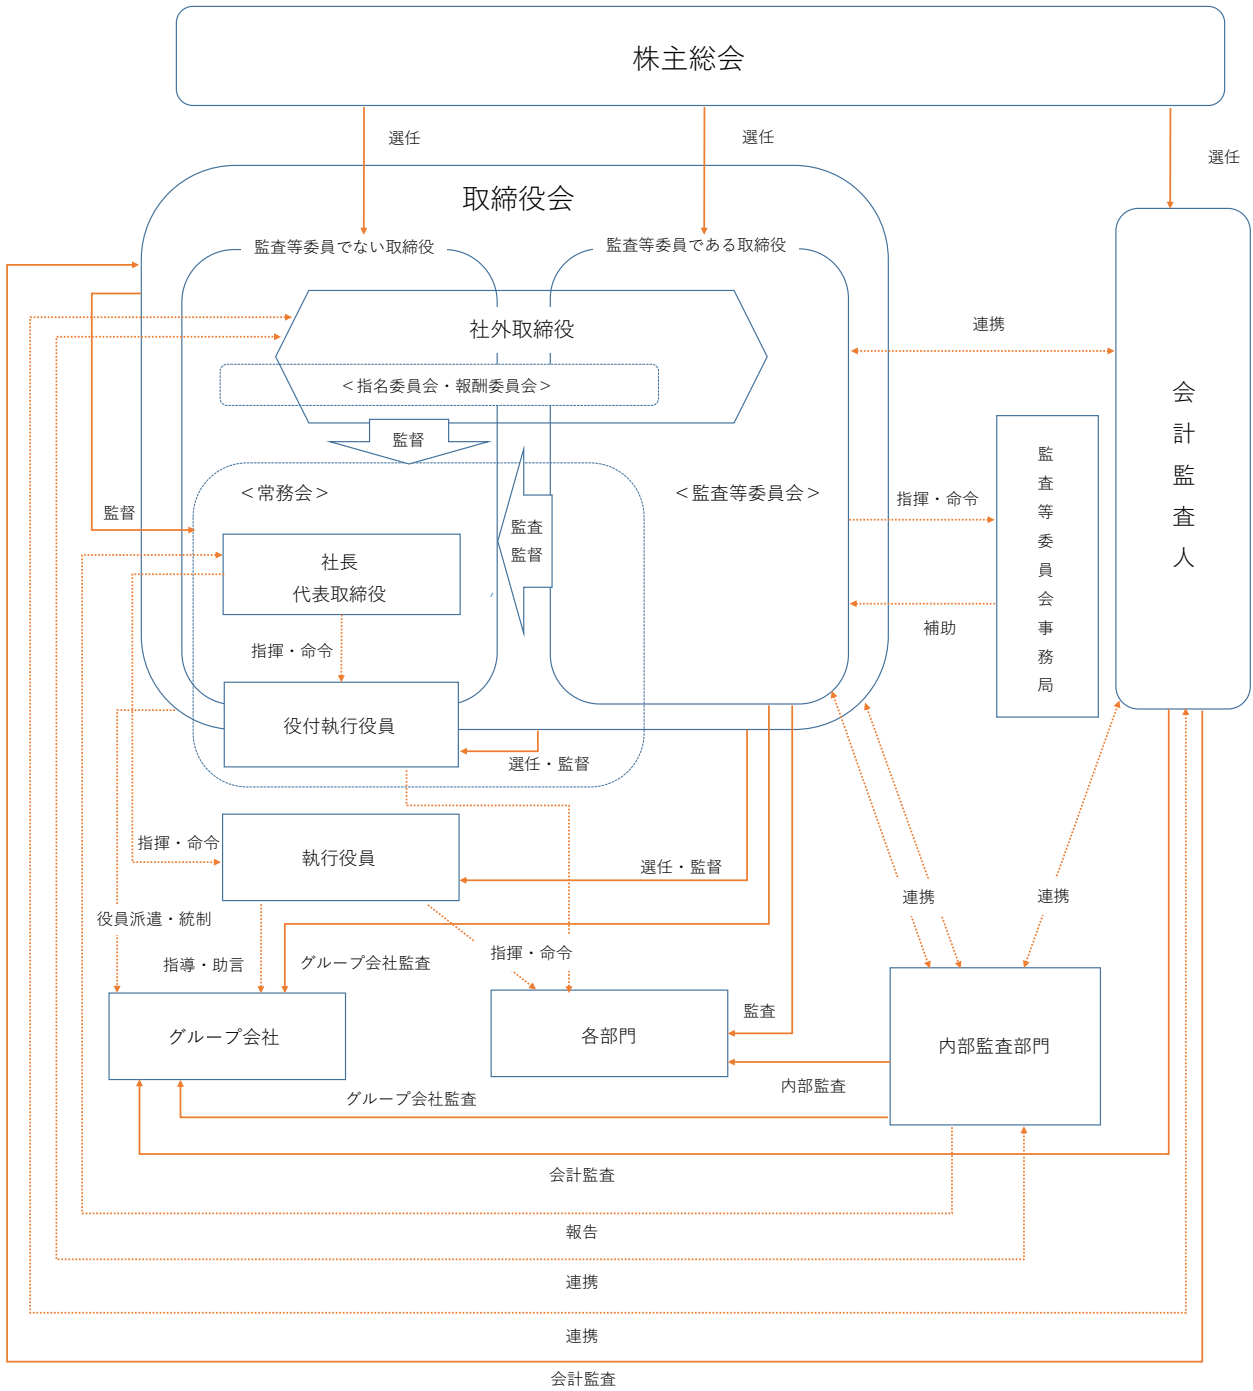 株主総会
選任
選任
選任
取締役会
監査等委員でない取締役
監査等委員である取締役
社外取締役
連携
＜指名委員会・報酬委員会＞
監督
＜常務会＞
＜監査等委員会＞
監督
監査
監督
指揮・命令
監査等委員会事務局
会計監査人
社長
代表取締役
補助
指揮・命令
役付執行役員
選任・監督
指揮・命令
執行役員
選任・監督
連携
連携
役員派遣・統制
指導・助言
グループ会社監査
指揮・命令
監査
グループ会社
各部門
内部監査部門
内部監査
グループ会社監査
会計監査
報告
連携
連携
会計監査